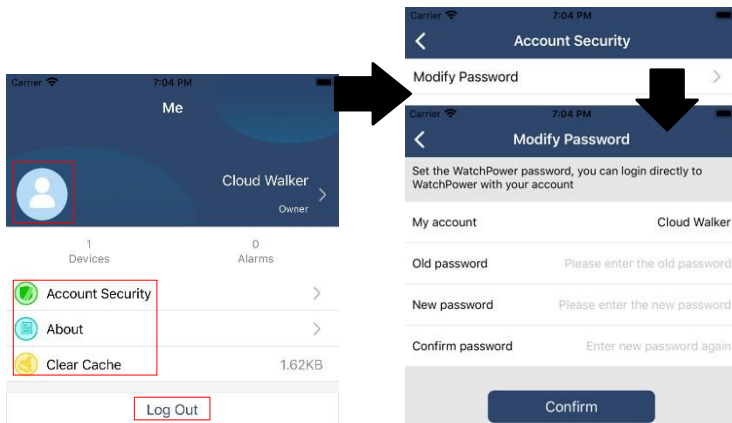 Carrier 7:04 PM
Me
Cloud Walker
Owner
1 0
Devices Alarms
Account Security
About
Clear Cache 1.62KB
Log Out
Carrier 7:04 PM
Account Security
Modify Password
Carrier 7:04 PM
Modify Password
Set the WatchPower password, you can login directly to
WatchPower with your account
My account Cloud Walker
Old password Please enter the old password
New password Please enter the new password
Confirm password Enter new password again
Confirm